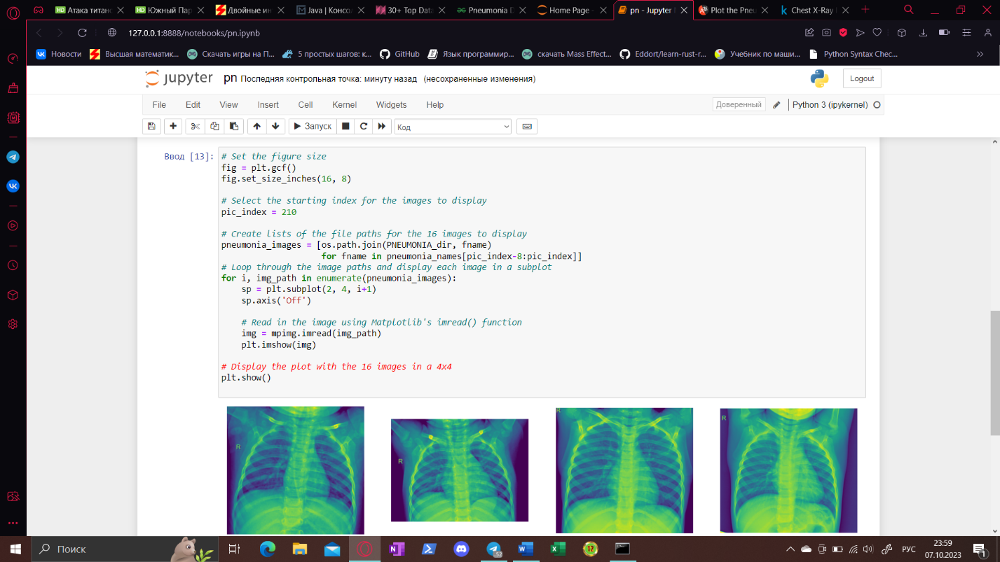 Атака титанс
Южный Пар
Двойные ин
Java | Консо
30+ Top Data
Pneumonia D
Home Page -
pn - Jupyter
Plot the Pneu
Chest X-Ray
127.0.0.1:8888/notebooks/pn.ipynb
Новости
Высшая математик...
Скачать игры на П...
5 простых шагов: к...
GitHub
Язык программир...
скачать Mass Effect...
Eddort/learn-rust-r...
Учебник по маши...
Python Syntax Chec...
jupyter pn Последняя контрольная точка: минуту назад (несохраненные изменения)
Logout
File Edit View Insert Cell Kernel Widgets Help
Доверенный
Python 3 (ipykernel)
Запуск
Код
Ввод [13]:
# Set the figure size
fig = plt.gcf()
fig.set_size_inches(16, 8)
# Select the starting index for the images to display
pic_index = 210
# Create lists of the file paths for the 16 images to display
pneumonia_images = [os.path.join(PNEUMONIA_dir, fname)
for fname in pneumonia_names[pic_index-8:pic_index]]
# Loop through the image paths and display each image in a subplot
for i, img_path in enumerate(pneumonia_images):
sp = plt.subplot(2, 4, i+1)
sp.axis('Off')
# Read in the image using Matplotlib's imread() function
img = mpimg.imread(img_path)
plt.imshow(img)
# Display the plot with the 16 images in a 4x4
plt.show()
R
R
R
R
Поиск
РУС
23:59
07.10.2023